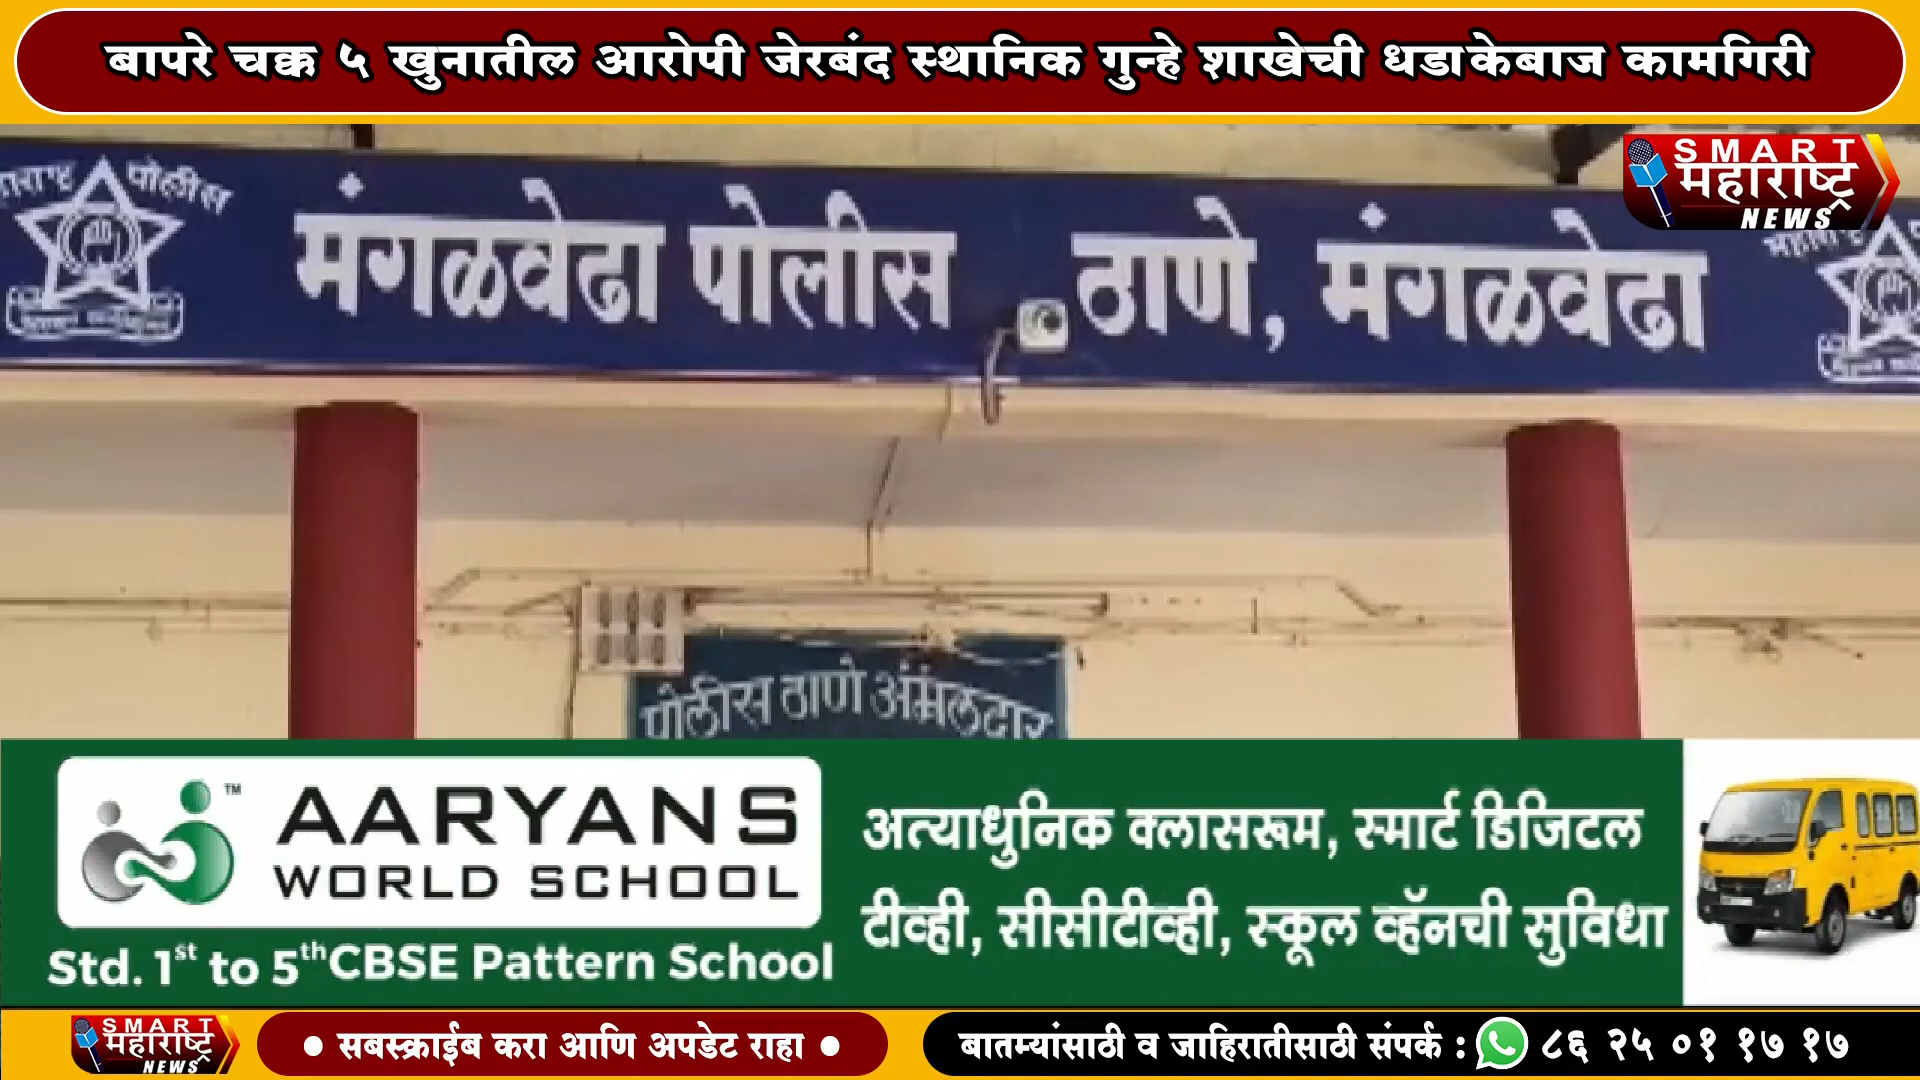 बापरे चक्क ५ खुनातील आरोपी जेरबंद स्थानिक गुन्हे शाखेची धडाकेबाज कामगिरी
SMART
महाराष्ट्र
NEWS
पोलीस
मंगळवेढा पोलीस ठाणे, मंगळवेढा
पोलीस ठाणे अंमलदार
AARYANS
WORLD SCHOOL
TM
Std. 1st to 5th CBSE Pattern School
अत्याधुनिक क्लासरूम, स्मार्ट डिजिटल
टीव्ही, सीसीटीव्ही, स्कूल व्हॅनची सुविधा
SMART
महाराष्ट्र
NEWS
• सबस्क्राईब करा आणि अपडेट राहा •
बातम्यांसाठी व जाहिरातीसाठी संपर्क : ८६ २५ ०१ १७ १७